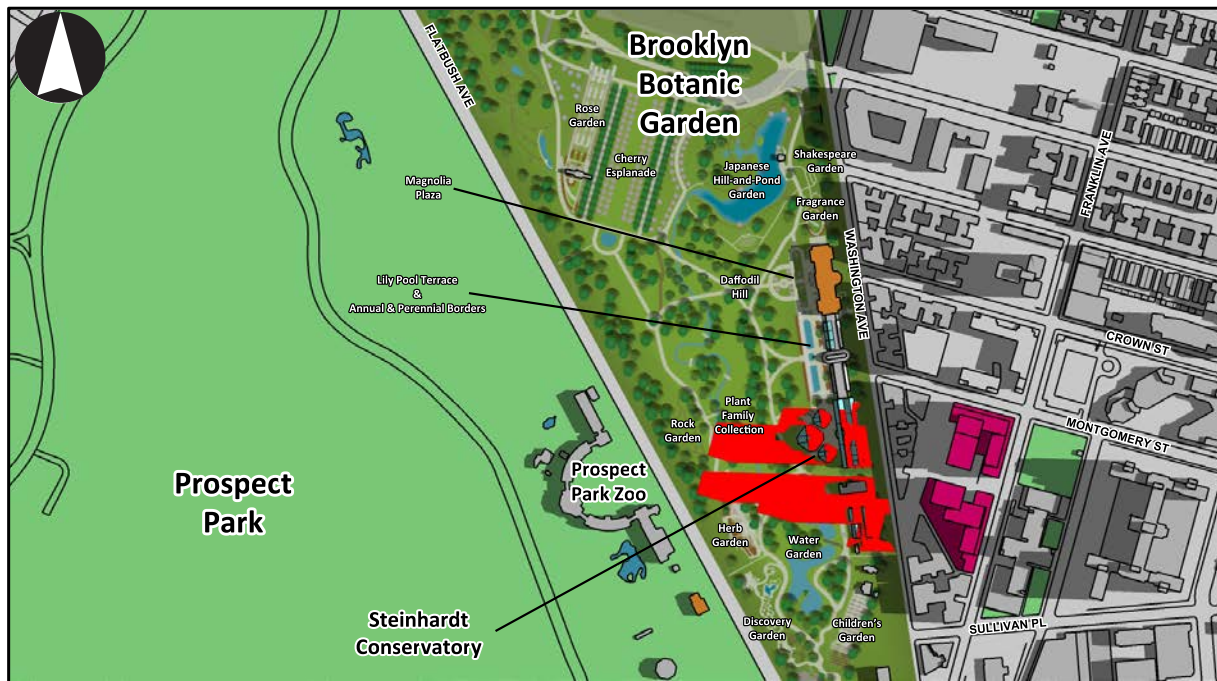 FLATBUSH AVE
Brooklyn
Botanic
Garden
Rose
Garden
Cherry
Esplanade
Japanese
Hill-and-Pond
Garden
Shakespeare
Garden
FRANKLIN AVE
Magnolia
Plaza
Fragrance
Garden
WASHINGTON AVE
Lily Pool Terrace
&
Annual & Perennial Borders
Daffodil
Hill
CROWN ST
Plant
Family
Collection
Rock
Garden
MONTGOMERY ST
Prospect
Park
Prospect
Park Zoo
Herb
Garden
Water
Garden
Steinhardt
Conservatory
Discovery
Garden
Children's
Garden
SULLIVAN PL